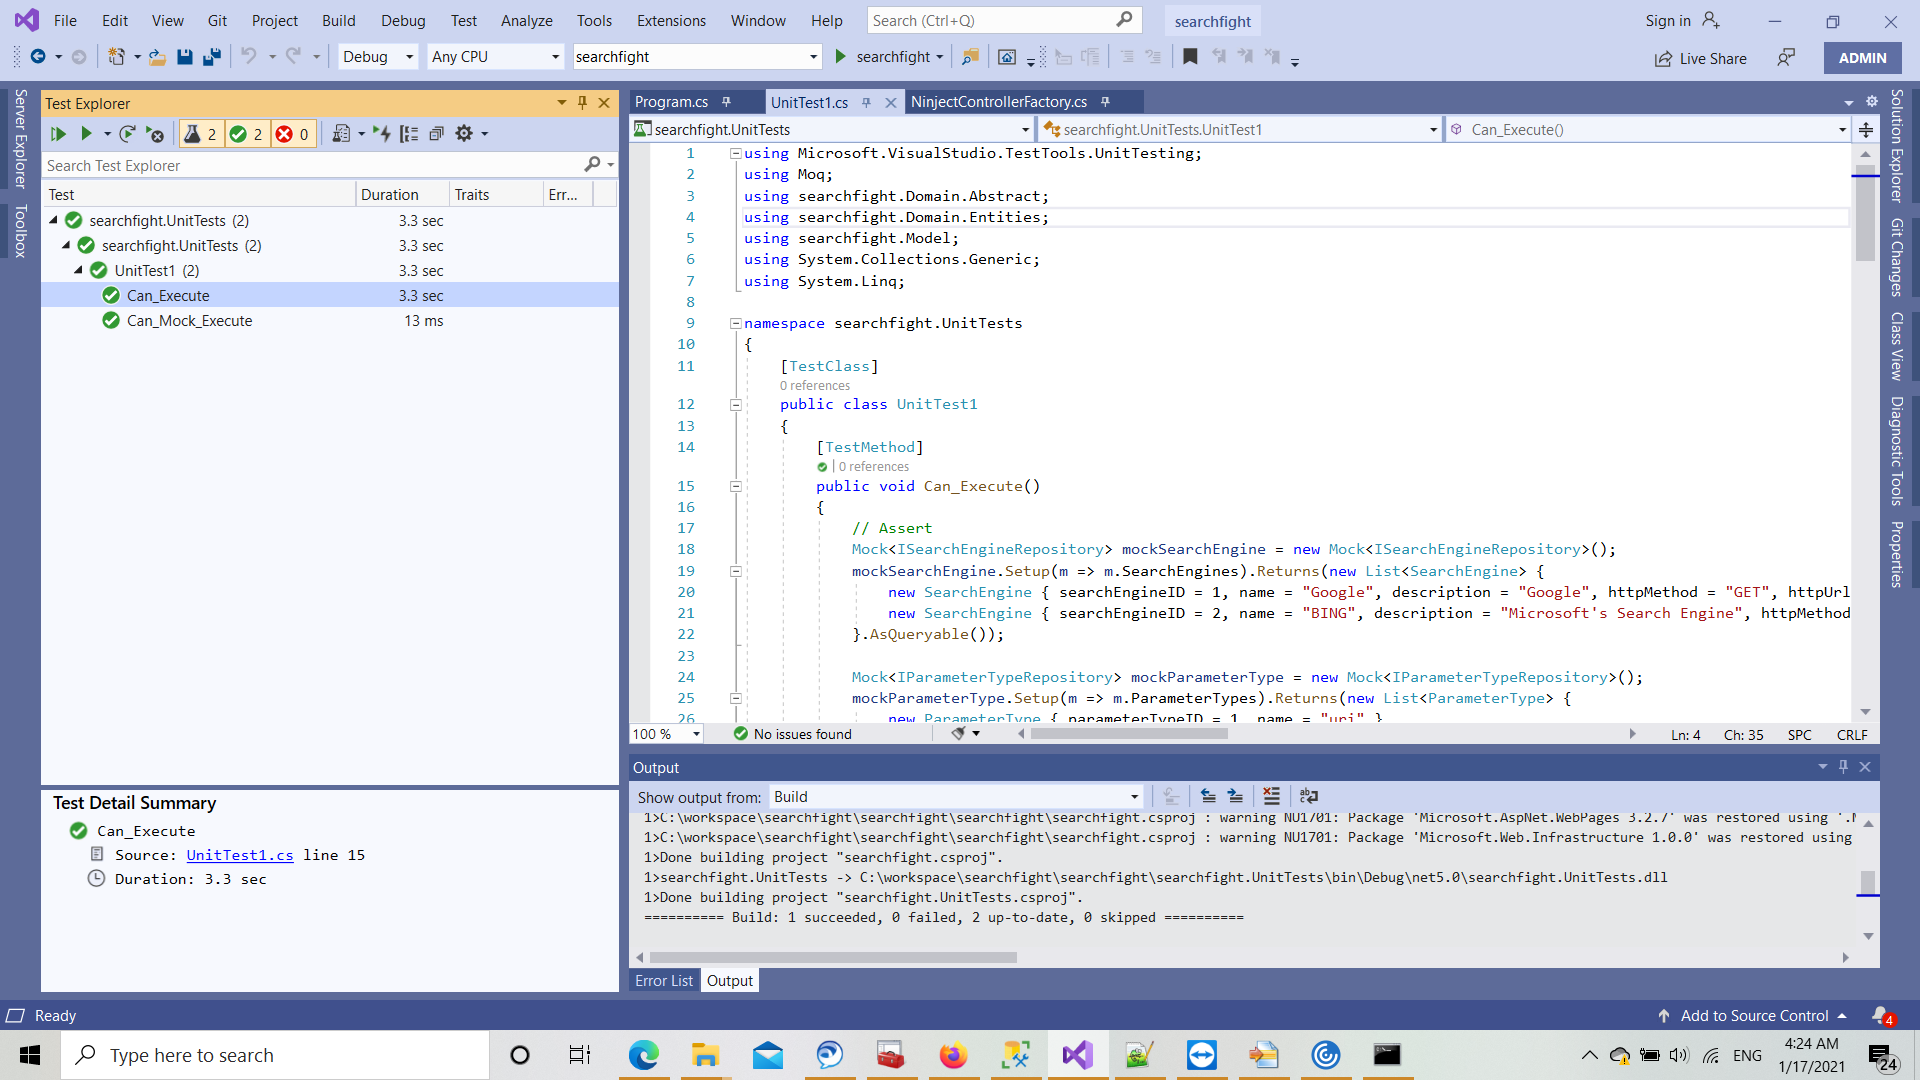 File Edit View Git Project Build Debug Test Analyze Tools Extensions Window Help Search (Ctrl+Q) searchfight Sign in
Debug Any CPU searchfight searchfight Live Share ADMIN
Server Explorer
Toolbox
Test Explorer
2 2 0
Search Test Explorer
Test Duration Traits Err...
searchfight.UnitTests (2) 3.3 sec
searchfight.UnitTests (2) 3.3 sec
UnitTest1 (2) 3.3 sec
Can_Execute 3.3 sec
Can_Mock_Execute 13 ms
Test Detail Summary
Can_Execute
Source: UnitTest1.cs line 15
Duration: 3.3 sec
Program.cs UnitTest1.cs NinjectControllerFactory.cs
searchfight.UnitTests searchfight.UnitTests.UnitTest1 Can_Execute()
1 using Microsoft.VisualStudio.TestTools.UnitTesting;
2 using Moq;
3 using searchfight.Domain.Abstract;
4 using searchfight.Domain.Entities;
5 using searchfight.Model;
6 using System.Collections.Generic;
7 using System.Linq;
8
9 namespace searchfight.UnitTests
10 {
11 [TestClass]
0 references
12 public class UnitTest1
13 {
14 [TestMethod]
| 0 references
15 public void Can_Execute()
16 {
17 // Assert
18 Mock<ISearchEngineRepository> mockSearchEngine = new Mock<ISearchEngineRepository>();
19 mockSearchEngine.Setup(m => m.SearchEngines).Returns(new List<SearchEngine> {
20 new SearchEngine { searchEngineID = 1, name = "Google", description = "Google", httpMethod = "GET", httpUrl
21 new SearchEngine { searchEngineID = 2, name = "BING", description = "Microsoft's Search Engine", httpMethod
22 }.AsQueryable());
23
24 Mock<IParameterTypeRepository> mockParameterType = new Mock<IParameterTypeRepository>();
25 mockParameterType.Setup(m => m.ParameterTypes).Returns(new List<ParameterType> {
26 new ParameterType { parameterTypeID = 1, name = "uri" }
100 % No issues found Ln: 4 Ch: 35 SPC CRLF
Solution Explorer
Git Changes
Class View
Diagnostic Tools
Properties
Output
Show output from: Build
1>C:\workspace\searchfight\searchfight\searchfight\searchfight.csproj : warning NU1701: Package 'Microsoft.AspNet.WebPages 3.2.7' was restored using '.N
1>C:\workspace\searchfight\searchfight\searchfight\searchfight.csproj : warning NU1701: Package 'Microsoft.Web.Infrastructure 1.0.0' was restored using
1>Done building project "searchfight.csproj".
1>searchfight.UnitTests -> C:\workspace\searchfight\searchfight\searchfight.UnitTests\bin\Debug\net5.0\searchfight.UnitTests.dll
1>Done building project "searchfight.UnitTests.csproj".
========== Build: 1 succeeded, 0 failed, 2 up-to-date, 0 skipped ==========
Error List Output
Ready Add to Source Control 4
Type here to search ENG 4:24 AM
1/17/2021 24